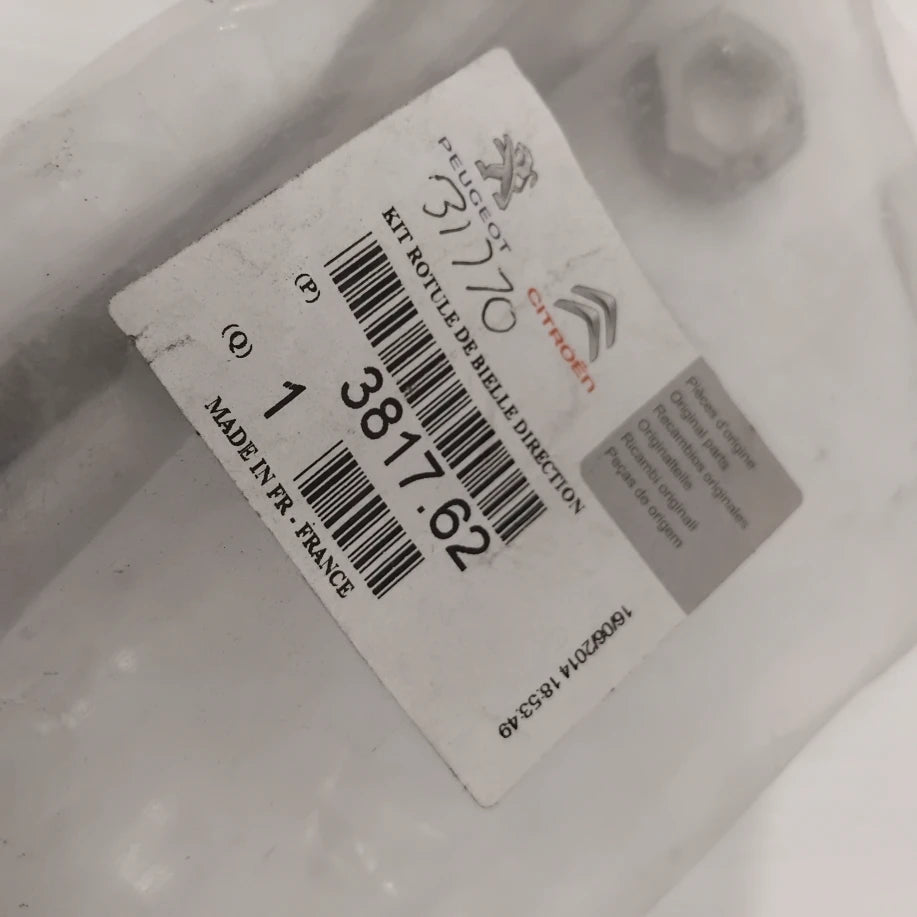 PEUGEOT
CITROËN
31770
KIT ROTULE DE BIELLE DIRECTION
(P)
3817.62
(Q)
1
MADE IN FR - FRANCE
Pièces d'origine
Original parts
Recambios originales
Originalteile
Ricambi originali
Peças de origem
16/06/2014 18:53:49